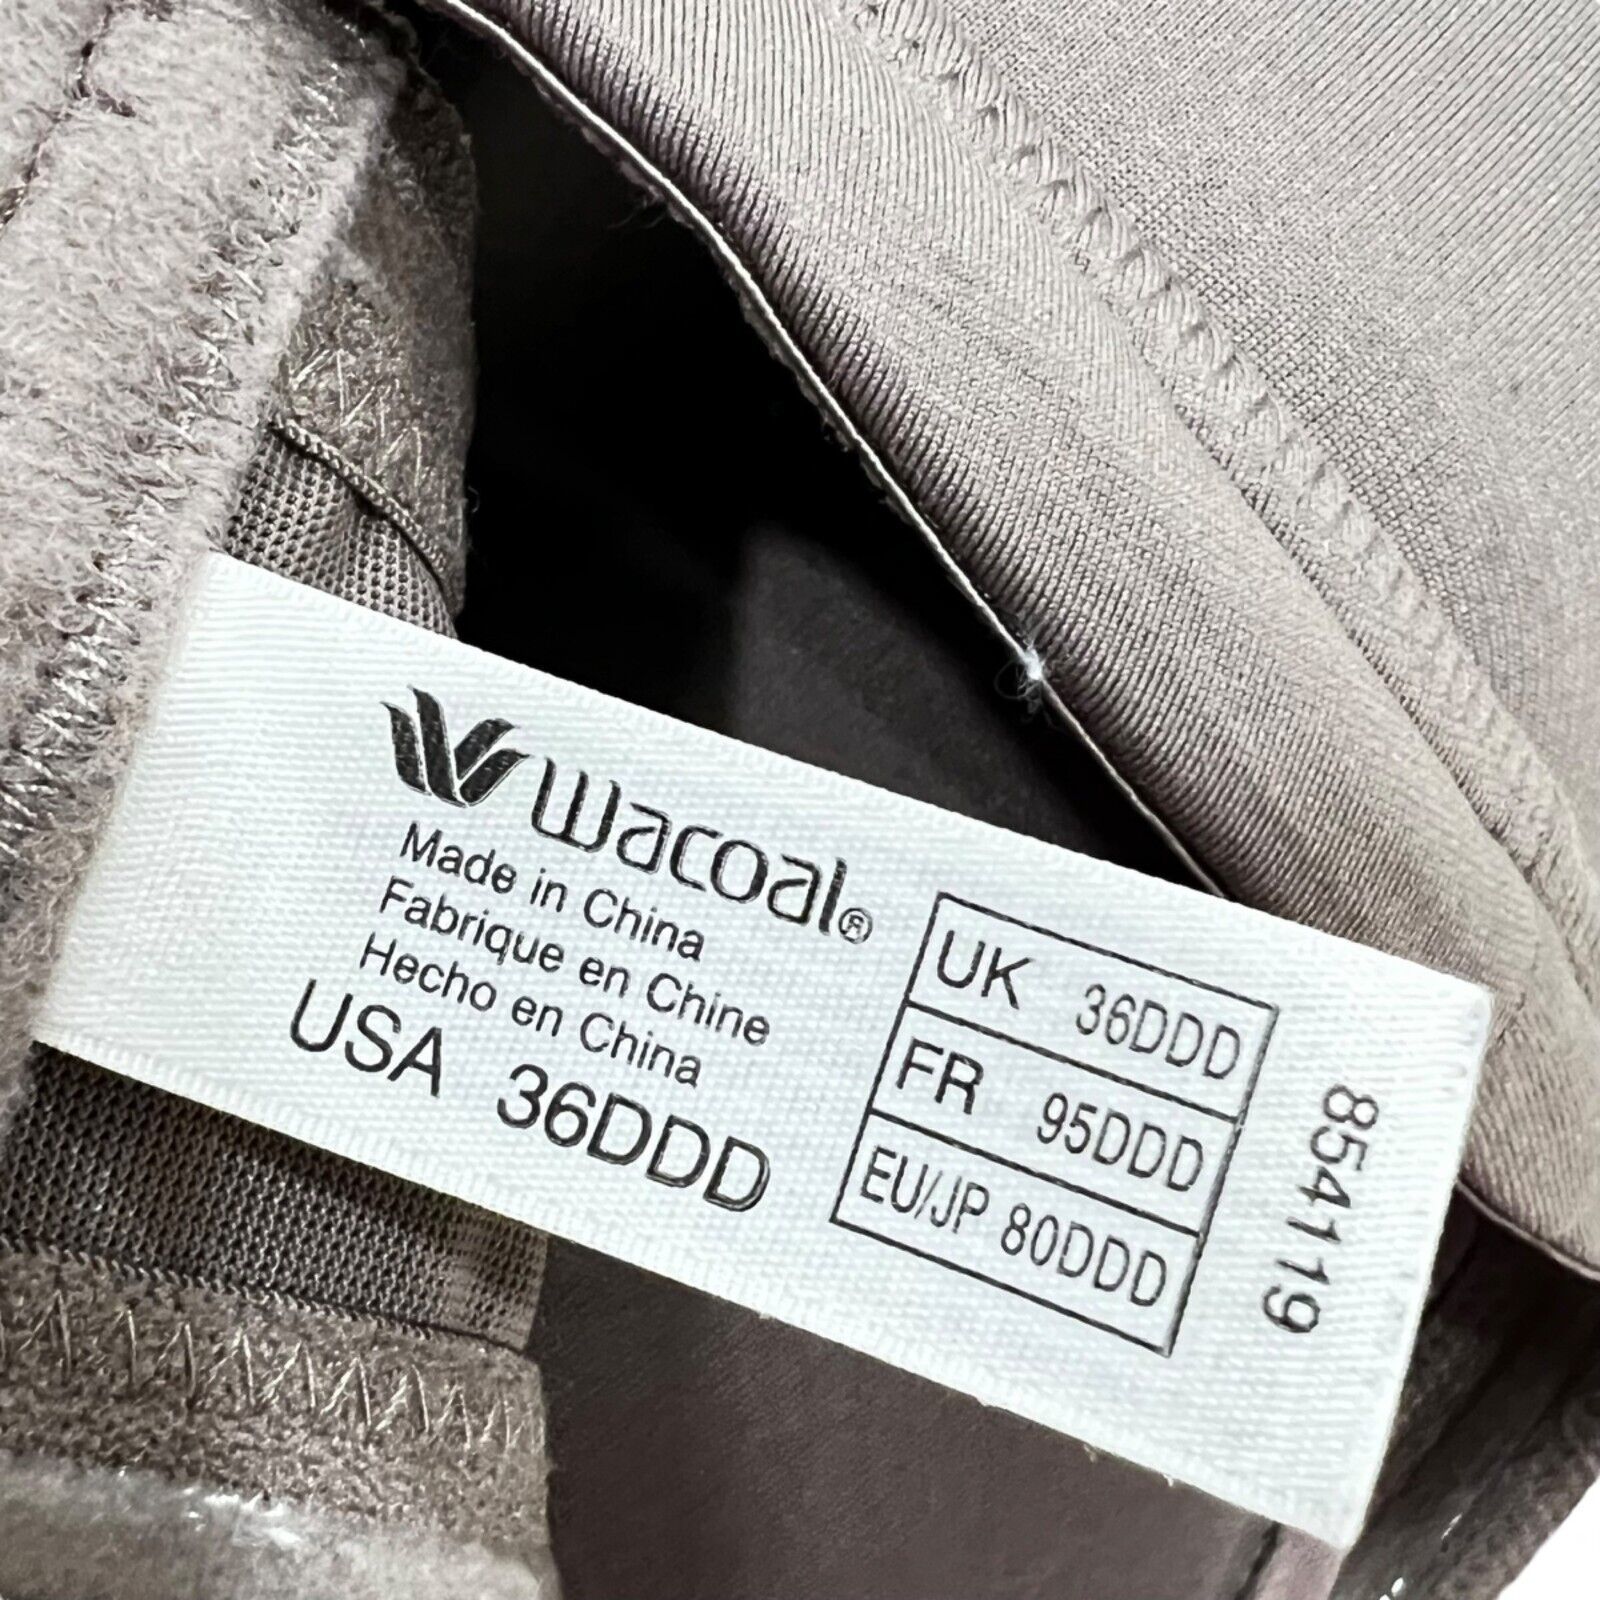 wacoal®
Made in China
Fabrique en Chine
Hecho en China
USA 36DDD
UK 36DDD
FR 95DDD
EU/JP 80DDD
854119